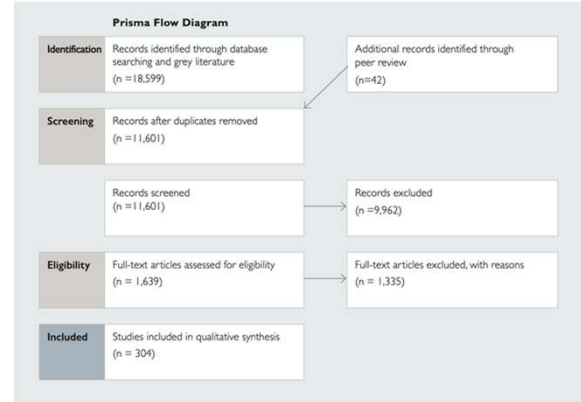 Prisma Flow Diagram
Identification
Records identified through database
searching and grey literature
(n =18,599)
Additional records identified through
peer review
(n=42)
Screening
Records after duplicates removed
(n =11,601)
Records screened
(n =11,601)
Records excluded
(n =9,962)
Eligibility
Full-text articles assessed for eligibility
(n = 1,639)
Full-text articles excluded, with reasons
(n = 1,335)
Included
Studies included in qualitative synthesis
(n = 304)